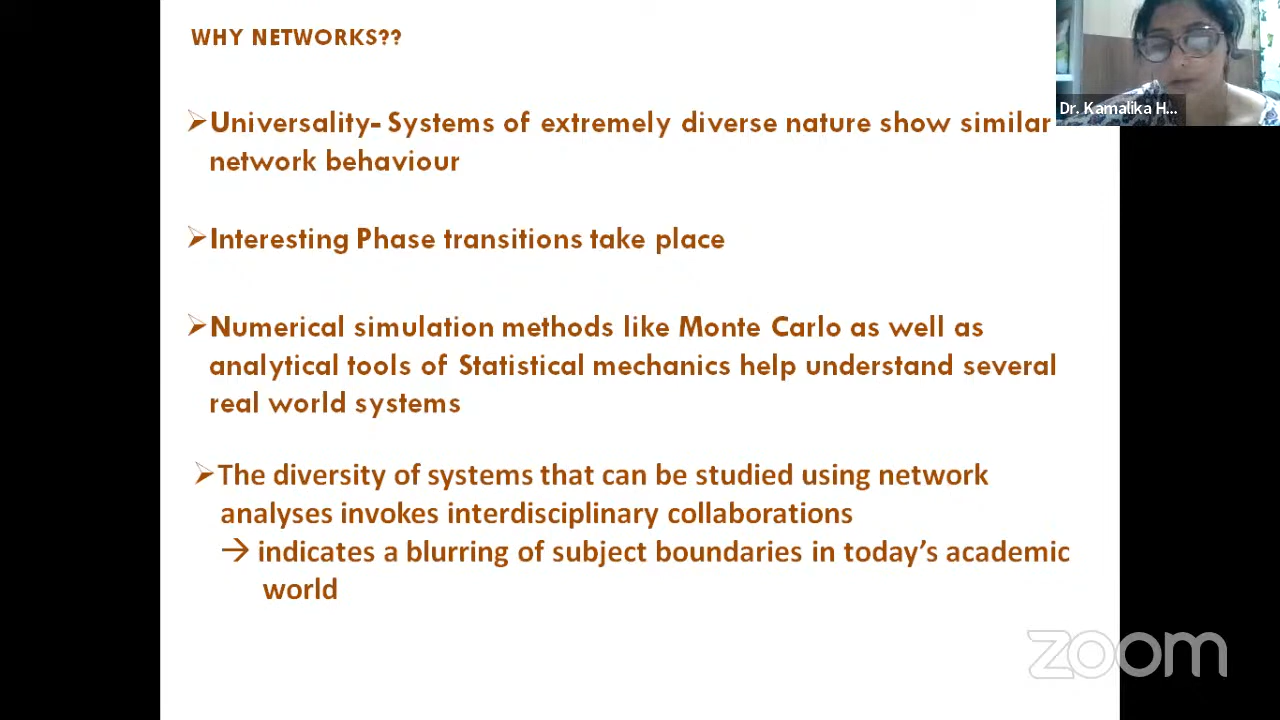 WHY NETWORKS??
Dr. Kamalika H...
➢Universality- Systems of extremely diverse nature show similar
network behaviour
➢Interesting Phase transitions take place
➢Numerical simulation methods like Monte Carlo as well as
analytical tools of Statistical mechanics help understand several
real world systems
➢The diversity of systems that can be studied using network
analyses invokes interdisciplinary collaborations
→ indicates a blurring of subject boundaries in today’s academic
world
zoom